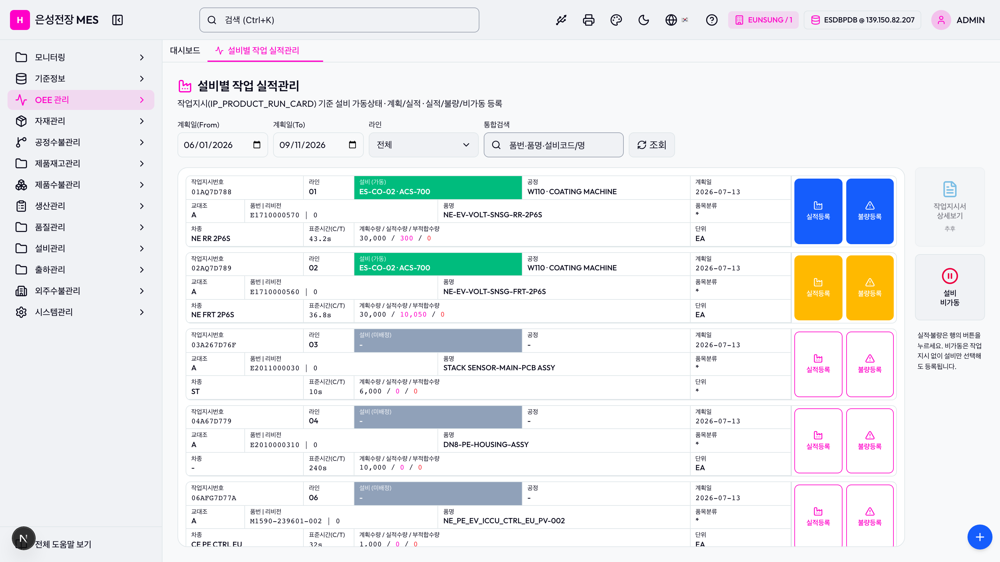 H 은성전장 MES
검색 (Ctrl+K)
EUNSUNG / 1
ESDBPDB @ 139.150.82.207
ADMIN
모니터링
기준정보
OEE 관리
자재관리
공정수불관리
제품재고관리
제품수불관리
생산관리
품질관리
설비관리
출하관리
외주수불관리
시스템관리
N 전체 도움말 보기
대시보드 설비별 작업 실적관리
설비별 작업 실적관리
작업지시(IP_PRODUCT_RUN_CARD) 기준 설비 가동상태 · 계획/실적 · 실적/불량/비가동 등록
계획일(From) 계획일(To) 라인 통합검색
06/01/2026 09/11/2026 전체 품번·품명·설비코드/명 조회
작업지시번호 라인 설비 (가동) 공정 계획일
01AQ7D788 01 ES-CO-02 · ACS-700 W110 · COATING MACHINE 2026-07-13
교대조 품번 | 리비전 품명 품목분류
A E1710000570 | 0 NE-EV-VOLT-SNSG-RR-2P6S *
차종 표준시간(C/T) 계획수량 / 실적수량 / 부적합수량 단위
NE RR 2P6S 43.2s 30,000 / 300 / 0 EA
실적등록 불량등록
작업지시번호 라인 설비 (가동) 공정 계획일
02AQ7D789 02 ES-CO-02 · ACS-700 W110 · COATING MACHINE 2026-07-13
교대조 품번 | 리비전 품명 품목분류
A E1710000560 | 0 NE-EV-VOLT-SNSG-FRT-2P6S *
차종 표준시간(C/T) 계획수량 / 실적수량 / 부적합수량 단위
NE FRT 2P6S 36.8s 30,000 / 10,050 / 0 EA
실적등록 불량등록
작업지시번호 라인 설비 (미배정) 공정 계획일
03A267D76F 03 - - 2026-07-13
교대조 품번 | 리비전 품명 품목분류
A E2011000030 | 0 STACK SENSOR-MAIN-PCB ASSY *
차종 표준시간(C/T) 계획수량 / 실적수량 / 부적합수량 단위
ST 10s 6,000 / 0 / 0 *
실적등록 불량등록
작업지시번호 라인 설비 (미배정) 공정 계획일
04A67D779 04 - - 2026-07-13
교대조 품번 | 리비전 품명 품목분류
A E2010000310 | 0 DN8-PE-HOUSING-ASSY *
차종 표준시간(C/T) 계획수량 / 실적수량 / 부적합수량 단위
- 240s 10,000 / 0 / 0 EA
실적등록 불량등록
작업지시번호 라인 설비 (미배정) 공정 계획일
06AFG7D77A 06 - - 2026-07-13
교대조 품번 | 리비전 품명 품목분류
A M1590-239601-002 | 0 NE_PE_EV_ICCU_CTRL_EU_PV-002 *
차종 표준시간(C/T) 계획수량 / 실적수량 / 부적합수량 단위
CE PE CTRL EU 32s 1,000 / 0 / 0 EA
실적등록 불량등록
작업지시서
상세보기
추후
설비
비가동
실적·불량은 행의 버튼을
누르세요. 비가동은 작업
지시 없이 설비만 선택해
도 등록됩니다.